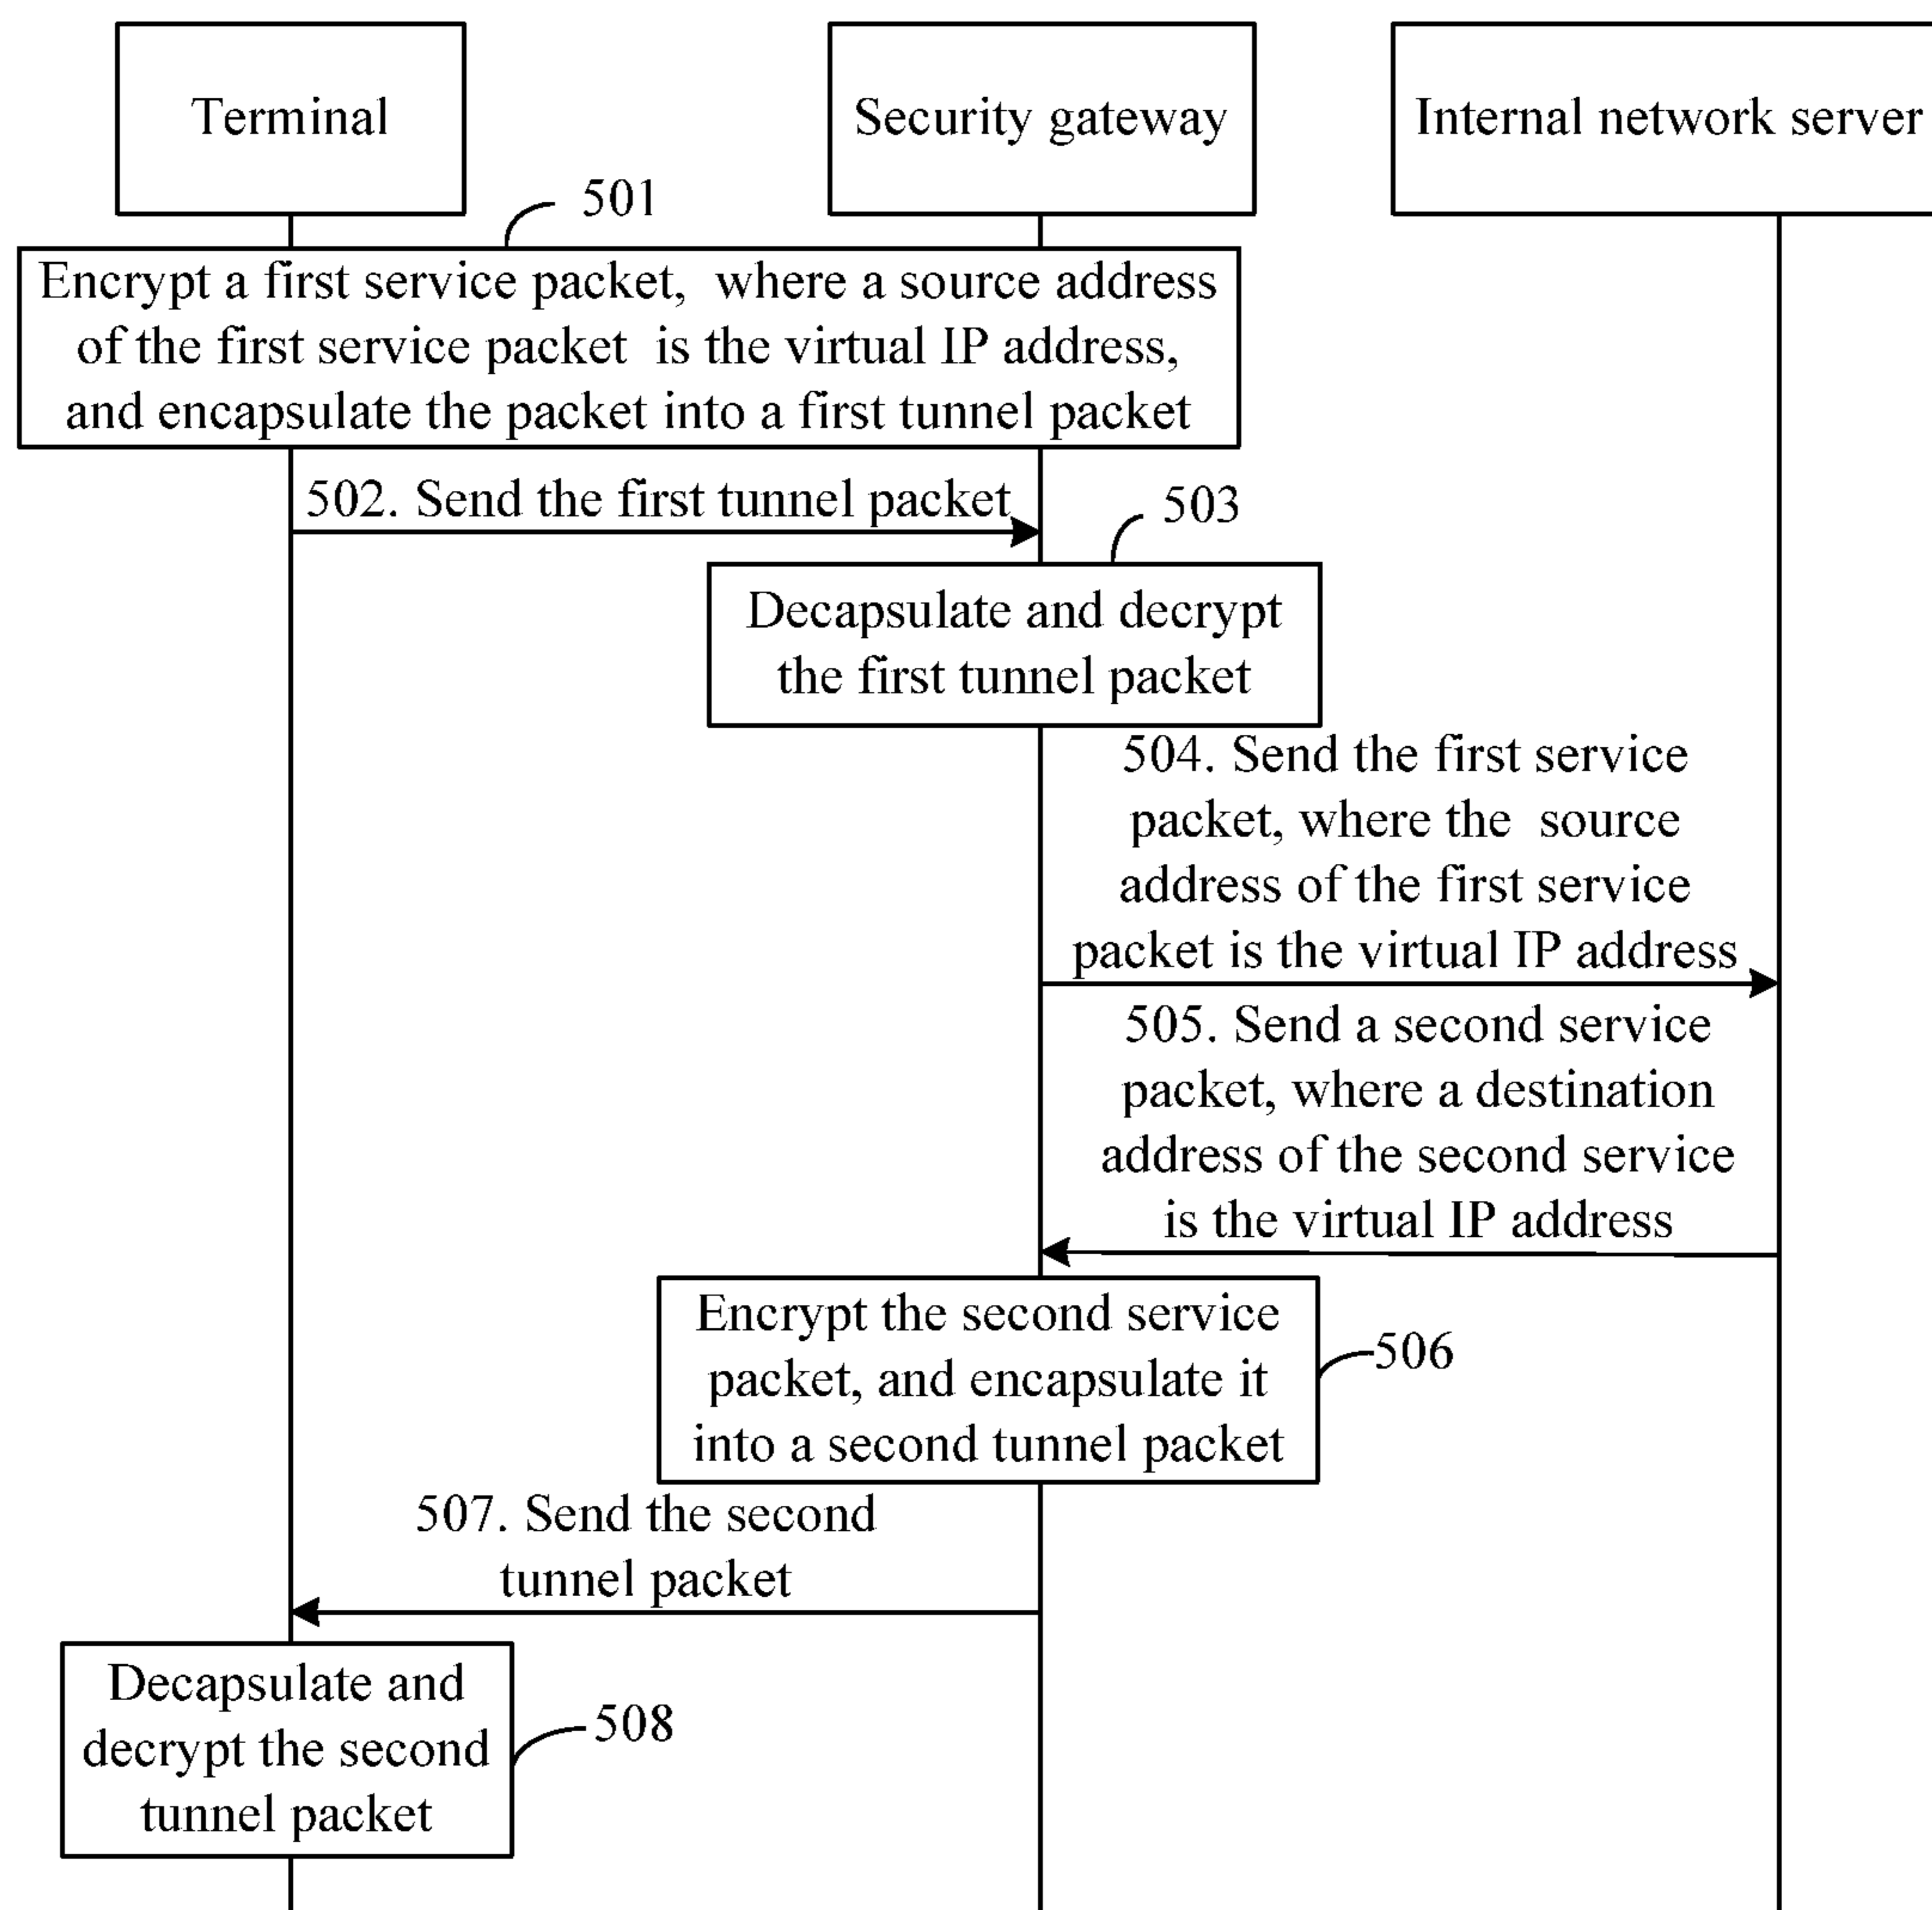 Terminal
Security gateway
Internal network server
501
Encrypt a first service packet, where a source address
of the first service packet is the virtual IP address,
and encapsulate the packet into a first tunnel packet
502. Send the first tunnel packet
503
Decapsulate and decrypt
the first tunnel packet
504. Send the first service
packet, where the source
address of the first service
packet is the virtual IP address
505. Send a second service
packet, where a destination
address of the second service
is the virtual IP address
Encrypt the second service
packet, and encapsulate it
into a second tunnel packet
506
507. Send the second
tunnel packet
Decapsulate and
decrypt the second
tunnel packet
508